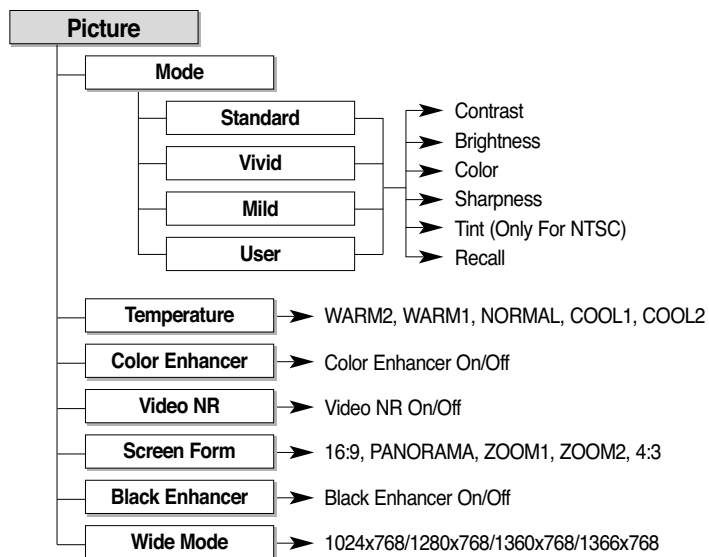 Picture
Mode
Standard
Vivid
Mild
User
Contrast
Brightness
Color
Sharpness
Tint (Only For NTSC)
Recall
Temperature
WARM2, WARM1, NORMAL, COOL1, COOL2
Color Enhancer
Color Enhancer On/Off
Video NR
Video NR On/Off
Screen Form
16:9, PANORAMA, ZOOM1, ZOOM2, 4:3
Black Enhancer
Black Enhancer On/Off
Wide Mode
1024x768/1280x768/1360x768/1366x768